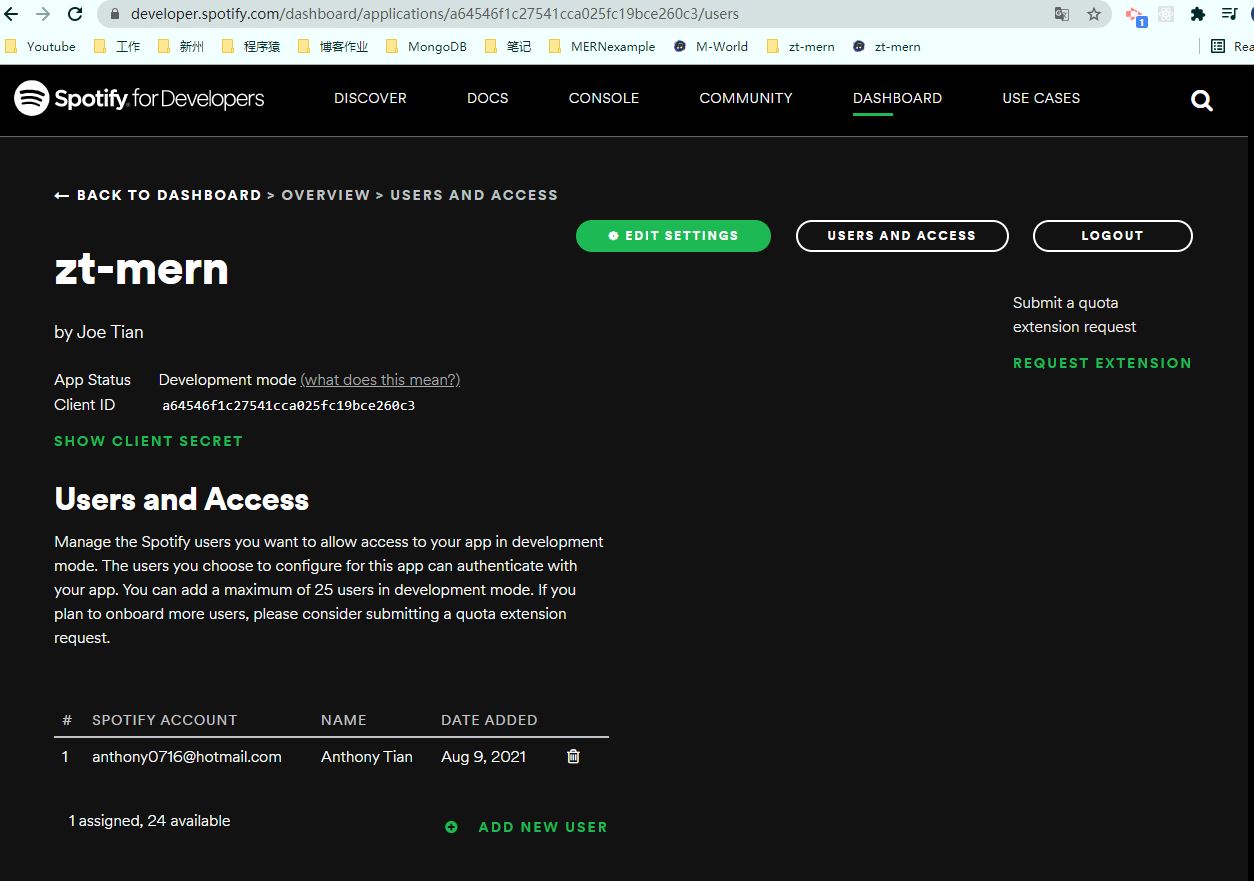 developer.spotify.com/dashboard/applications/a64546f1c27541cca025fc19bce260c3/users
1
Youtube 工作 新州 程序猿 博客作业 MongoDB 笔记 MERNexample M-World zt-mern zt-mern Rea
Spotify for Developers DISCOVER DOCS CONSOLE COMMUNITY DASHBOARD USE CASES
← BACK TO DASHBOARD > OVERVIEW > USERS AND ACCESS
EDIT SETTINGS USERS AND ACCESS LOGOUT
zt-mern
Submit a quota
extension request
by Joe Tian
REQUEST EXTENSION
App Status Development mode (what does this mean?)
Client ID a64546f1c27541cca025fc19bce260c3
SHOW CLIENT SECRET
Users and Access
Manage the Spotify users you want to allow access to your app in development
mode. The users you choose to configure for this app can authenticate with
your app. You can add a maximum of 25 users in development mode. If you
plan to onboard more users, please consider submitting a quota extension
request.
# SPOTIFY ACCOUNT NAME DATE ADDED
1 anthony0716@hotmail.com Anthony Tian Aug 9, 2021
1 assigned, 24 available
ADD NEW USER